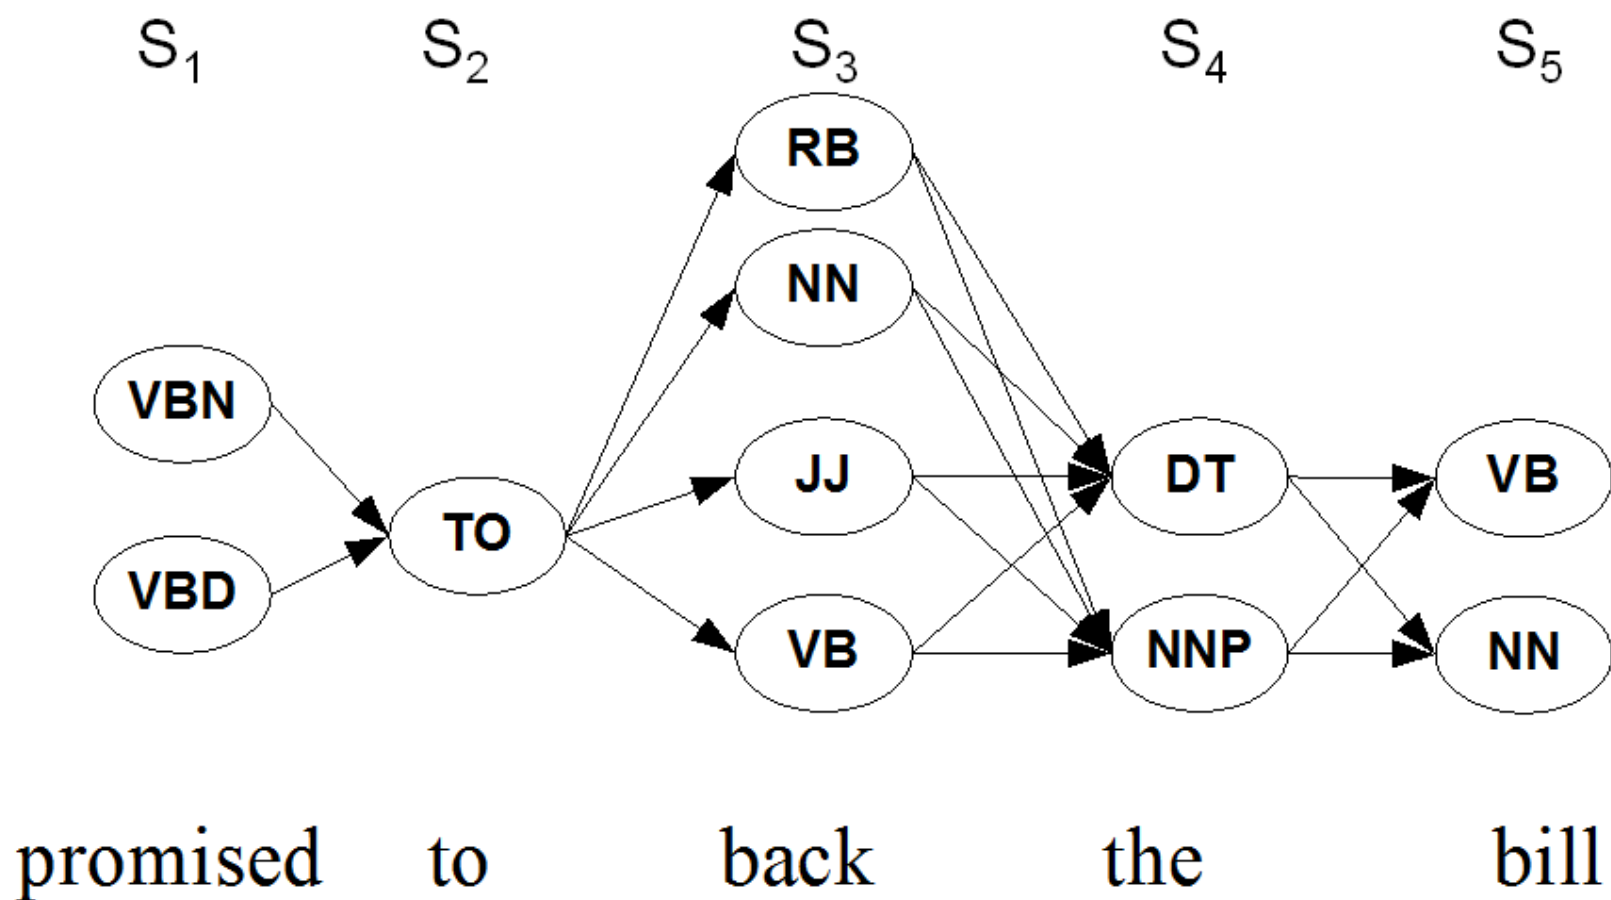 S1 S2 S3 S4 S5
RB
NN
VBN
JJ DT VB
TO
VBD
VB NNP NN
promised to back the bill